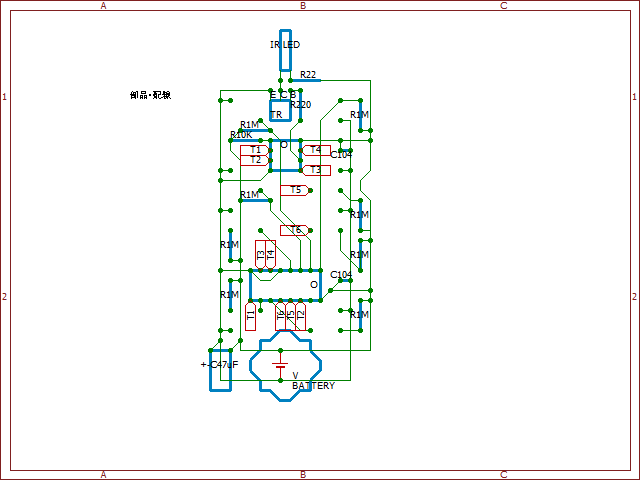 A B C
IR LED
R22
部品・配線
1 1
E C B
R220
TR
R1M
R1M
R10K
O
T1
T4
C104
T2
T3
T5
R1M
R1M
T6
R1M
T3
T4
R1M
C104
O
R1M
2 2
T1
T6
T5
T2
R1M
+-C47uF
V
BATTERY
A B C